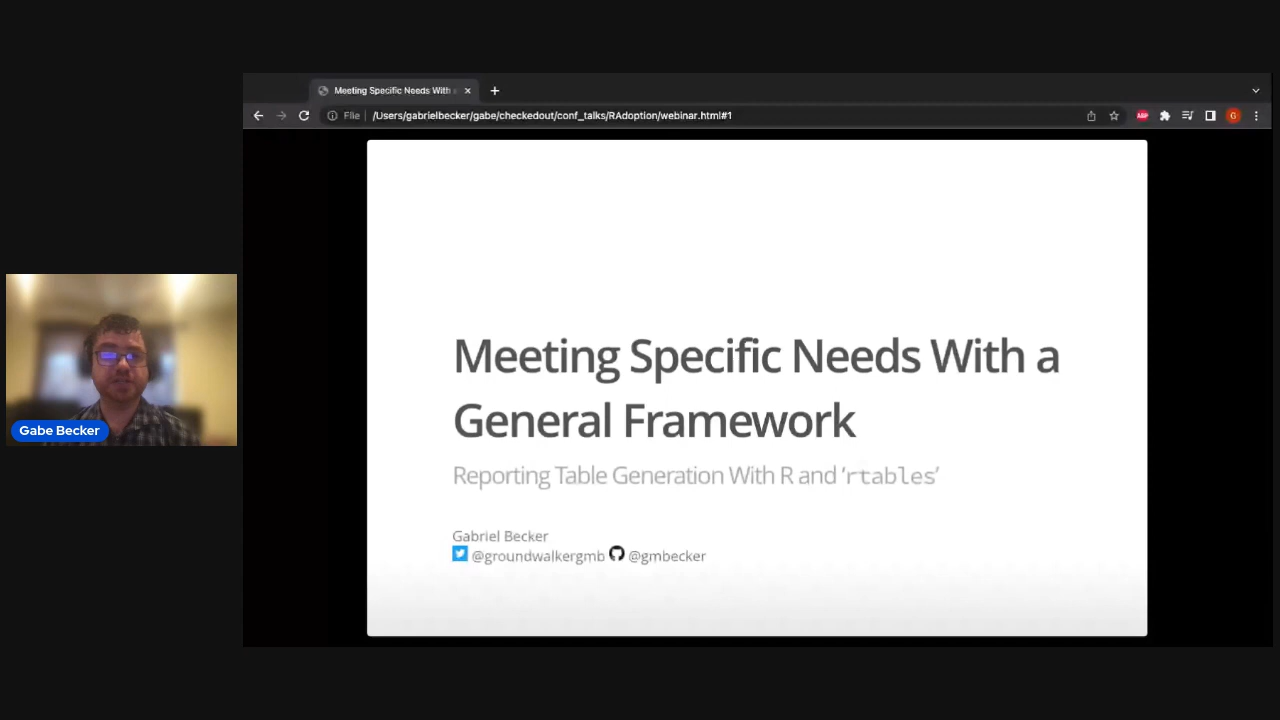 Meeting Specific Needs With a
File
/Users/gabrielbecker/gabe/checkedout/conf_talks/RAdoption/webinar.html#1
ABP
G
Meeting Specific Needs With a
General Framework
Reporting Table Generation With R and ‘rtables’
Gabriel Becker
@groundwalkergmb @gmbecker
Gabe Becker